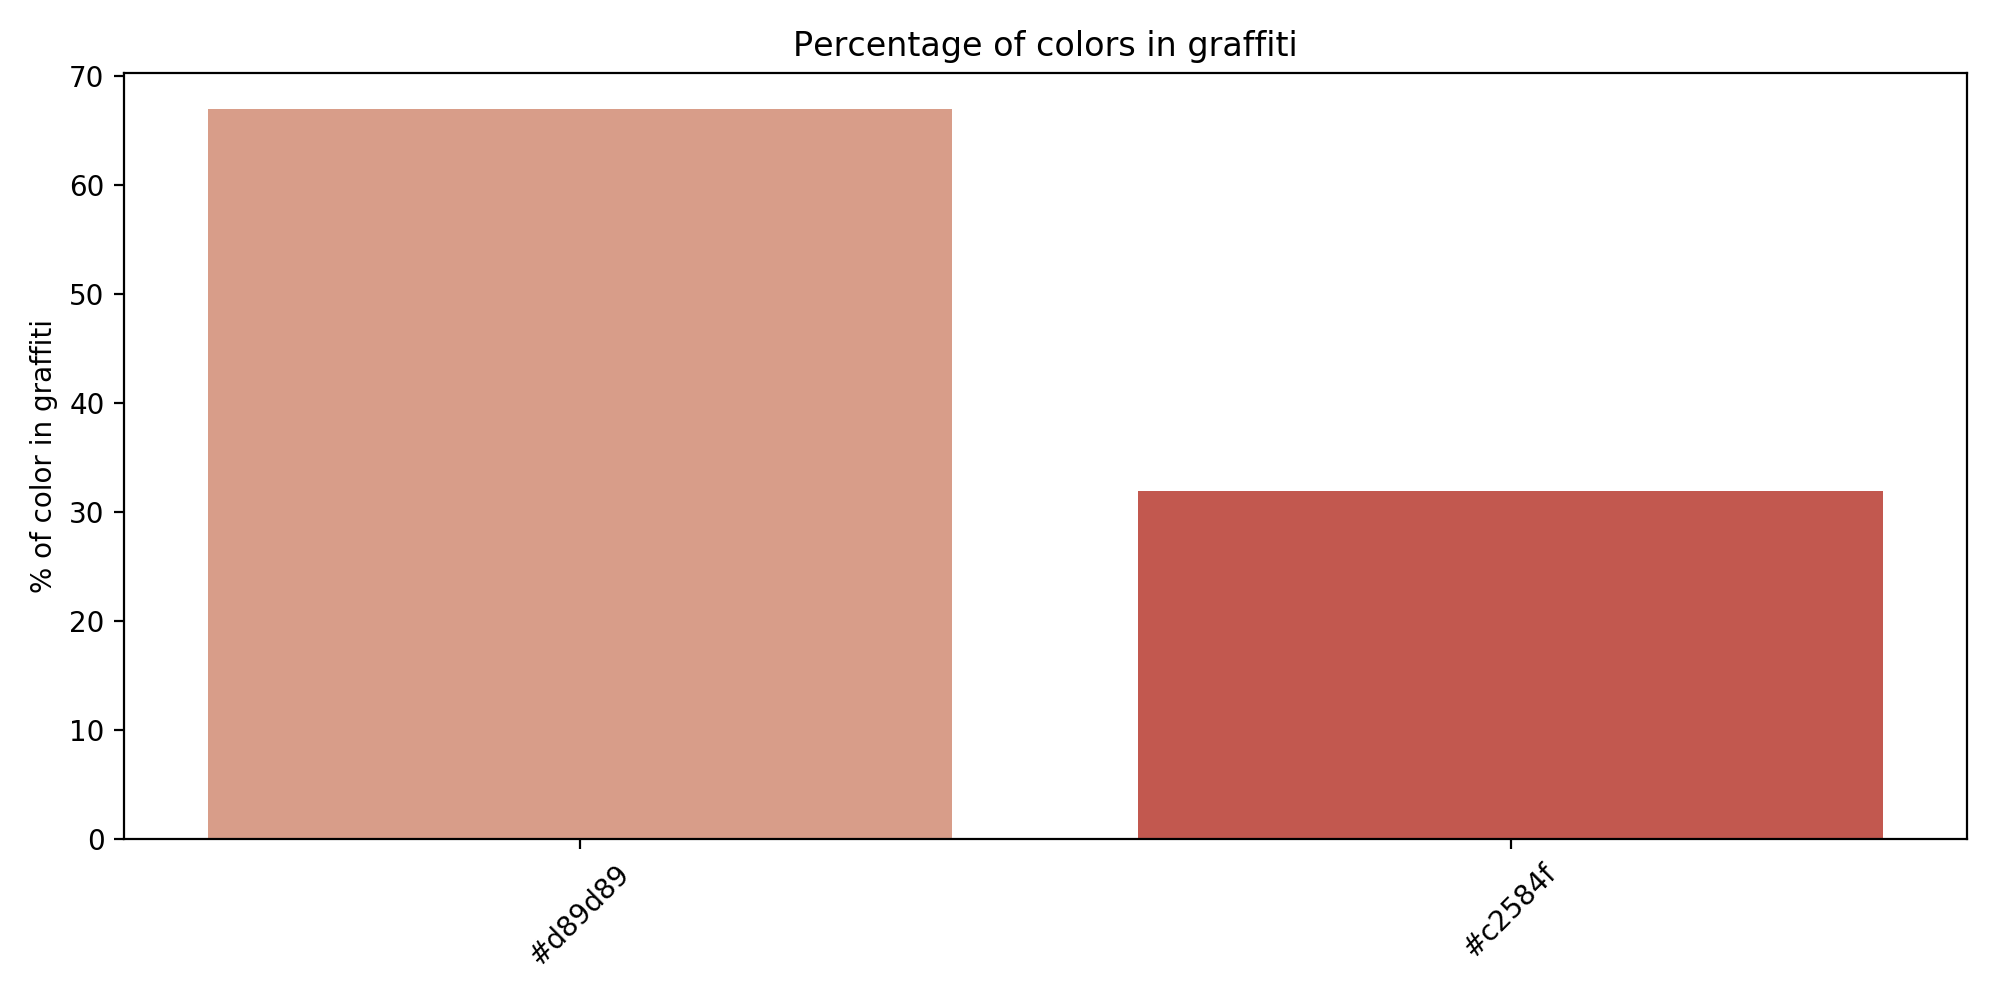 Percentage of colors in graffiti
% of color in graffiti
70
60
50
40
30
20
10
0
#d89d89
#c2584f